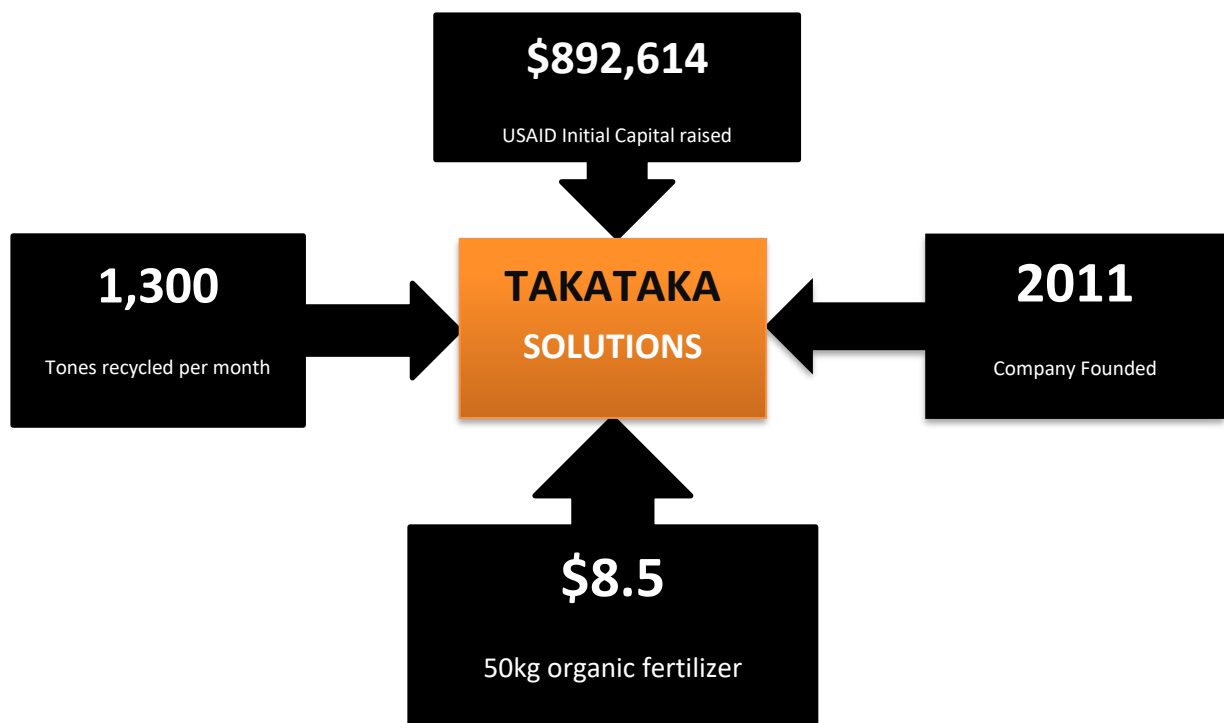 $892,614
USAID Initial Capital raised
1,300
Tones recycled per month
TAKATAKA
SOLUTIONS
2011
Company Founded
$8.5
50kg organic fertilizer